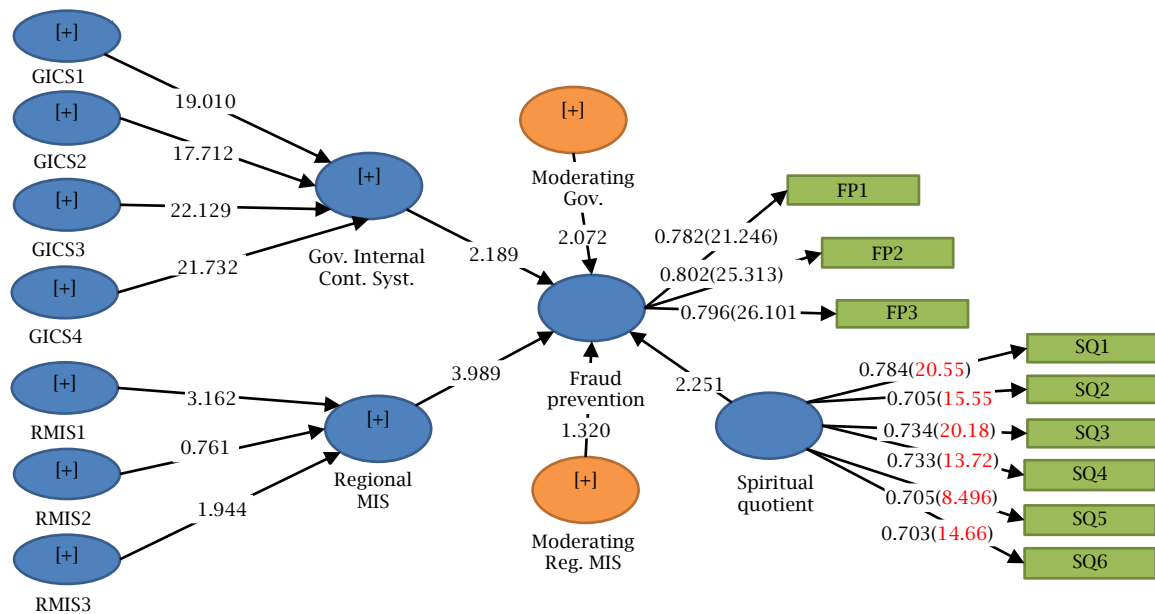 [+]
GICS1
[+]
GICS2
[+]
GICS3
[+]
GICS4
19.010
17.712
22.129
21.732
[+]
Gov. Internal
Cont. Syst.
2.189
[+]
Moderating
Gov.
2.072
0.782(21.246)
0.802(25.313)
0.796(26.101
FP1
FP2
FP3
[+]
RMIS1
[+]
RMIS2
[+]
RMIS3
3.162
0.761
1.944
[+]
Regional
MIS
3.989
Fraud
prevention
1.320
[+]
Moderating
Reg. MIS
2.251
Spiritual
quotient
0.784(20.55)
0.705(15.55
0.734(20.18)
0.733(13.72)
0.705(8.496)
0.703(14.66)
SQ1
SQ2
SQ3
SQ4
SQ5
SQ6